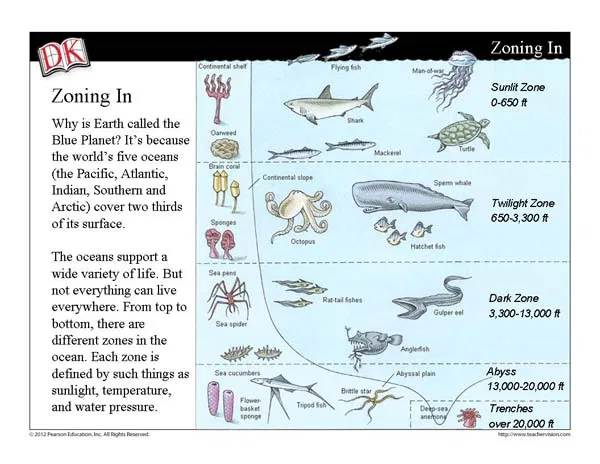 DK
Zoning In
Zoning In
Why is Earth called the
Blue Planet? It's because
the world's five oceans
(the Pacific, Atlantic,
Indian, Southern and
Arctic) cover two thirds
of its surface.
The oceans support a
wide variety of life. But
not everything can live
everywhere. From top to
bottom, there are
different zones in the
ocean. Each zone is
defined by such things as
sunlight, temperature,
and water pressure.
Continental shelf
Flying fish
Man-of-war
Sunlit Zone
0-650 ft
Shark
Oarweed
Mackerel
Turtle
Brain coral
Continental slope
Sperm whale
Twilight Zone
650-3,300 ft
Sponges
Octopus
Hatchet fish
Sea pens
Rat-tail fishes
Gulper eel
Dark Zone
3,300-13,000 ft
Sea spider
Anglerfish
Sea cucumbers
Abyssal plain
Abyss
13,000-20,000 ft
Brittle star
Flower-
basket
sponge
Tripod fish
Deep-sea
anemone
Trenches
over 20,000 ft
© 2012 Pearson Education, Inc. All Rights Reserved.
http://www.teachervision.com